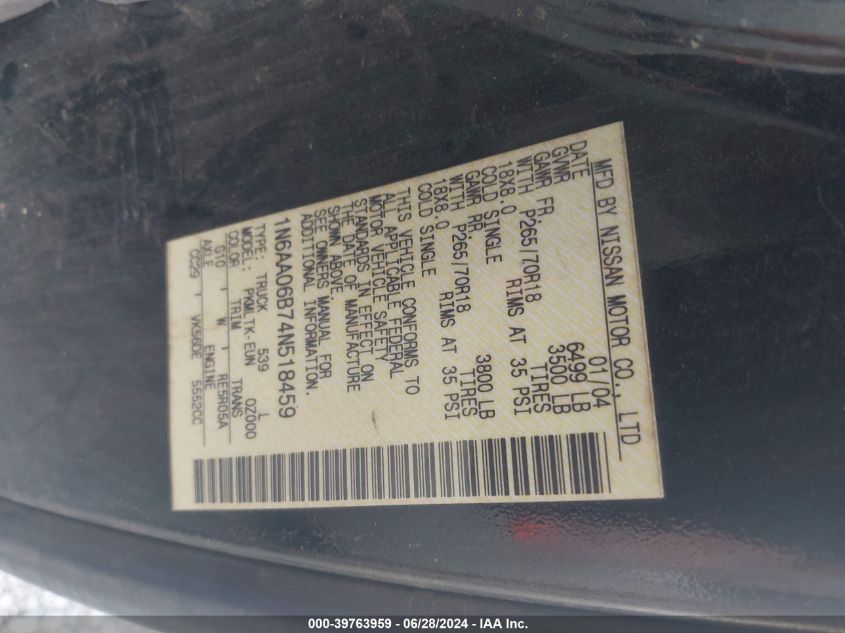 MFD BY NISSAN MOTOR CO., LTD
DATE 01/04
GVWR 6499 LB
GAWR FR. 3500 LB
WITH P265/70R18 TIRES
18X8.0 RIMS AT 35 PSI
COLD SINGLE
GAWR RR. 3800 LB
WITH P265/70R18 TIRES
18X8.0 RIMS AT 35 PSI
COLD SINGLE
THIS VEHICLE CONFORMS TO
ALL APPLICABLE FEDERAL
MOTOR VEHICLE SAFETY
STANDARDS IN EFFECT ON
THE DATE OF MANUFACTURE
SHOWN ABOVE.
SEE OWNERS MANUAL FOR
ADDITIONAL INFORMATION.
1N6AA06B74N518459
TYPE: TRUCK 539 L
MODEL: PKMLTK-EUN 0Z000
COLOR TRIM TRANS
G10 W RE5R05A
AXLE ENGINE
CC29 VK56DE 5552CC
000-39763959 - 06/28/2024 - IAA Inc.